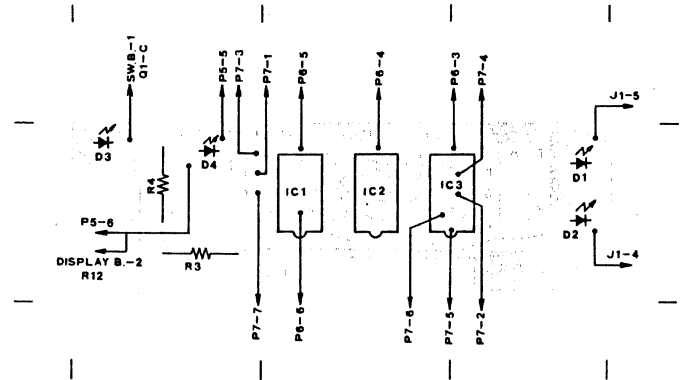 SW.B.-1
Q1-C
P5-5
P7-3
P7-1
P6-5
P6-4
P6-3
P7-4
J1-5
D3
D4
D1
R4
IC1
IC2
IC3
P5-6
D2
DISPLAY B.-2
R12
R3
J1-4
P7-7
P6-6
P7-6
P7-5
P7-2